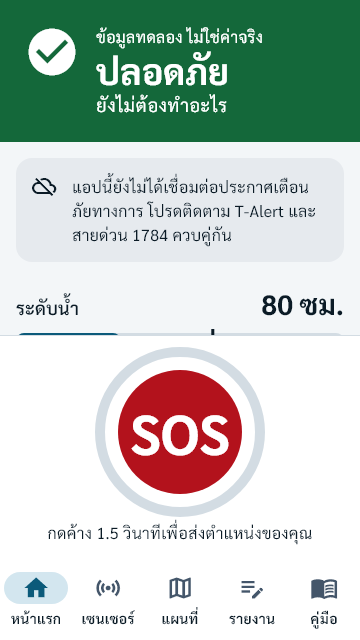 ข้อมูลทดลอง ไม่ใช่ค่าจริง
ปลอดภัย
ยังไม่ต้องทำอะไร
แอปนี้ยังไม่ได้เชื่อมต่อประกาศเตือน
ภัยทางการ โปรดติดตาม T-Alert และ
สายด่วน 1784 ควบคู่กัน
ระดับน้ำ 80 ซม.
SOS
กดค้าง 1.5 วินาทีเพื่อส่งตำแหน่งของคุณ
หน้าแรก เซนเซอร์ แผนที่ รายงาน คู่มือ